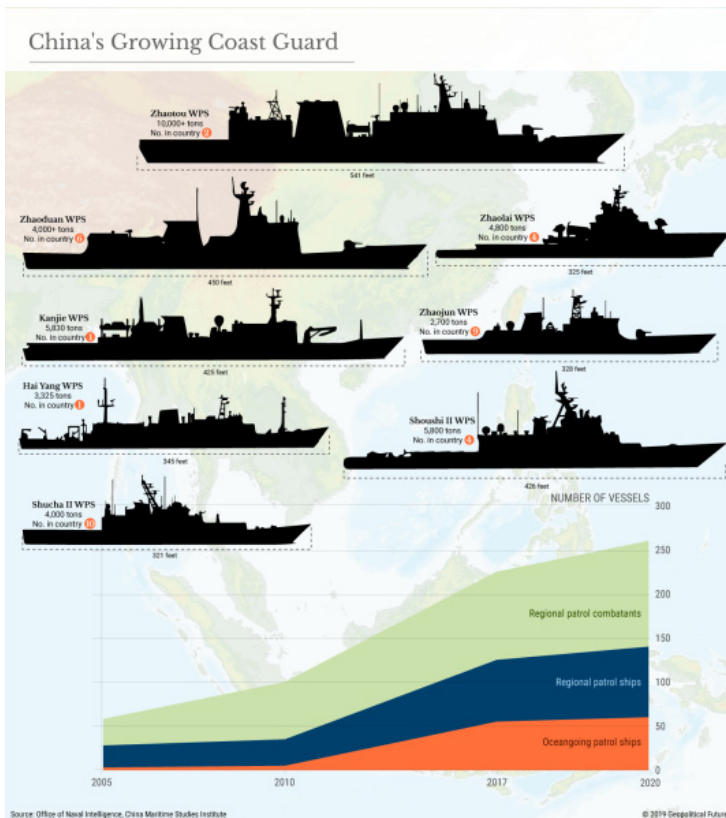 China's Growing Coast Guard
Zhaotou WPS
10,000+ tons
No. in country 2
541 feet
Zhaoduan WPS
4,000+ tons
No. in country 6
450 feet
Zhaolai WPS
4,800 tons
No. in country 4
325 feet
Kanjie WPS
5,830 tons
No. in country 1
425 feet
Zhaojun WPS
2,700 tons
No. in country 9
328 feet
Hai Yang WPS
3,325 tons
No. in country 1
345 feet
Shoushi II WPS
5,800 tons
No. in country 4
426 feet
Shucha II WPS
4,000 tons
No. in country 10
321 feet
NUMBER OF VESSELS
300
250
200
150
100
50
0
Regional patrol combatants
Regional patrol ships
Oceangoing patrol ships
2005
2010
2017
2020
Source: Office of Naval Intelligence, China Maritime Studies Institute
© 2019 Geopolitical Futur